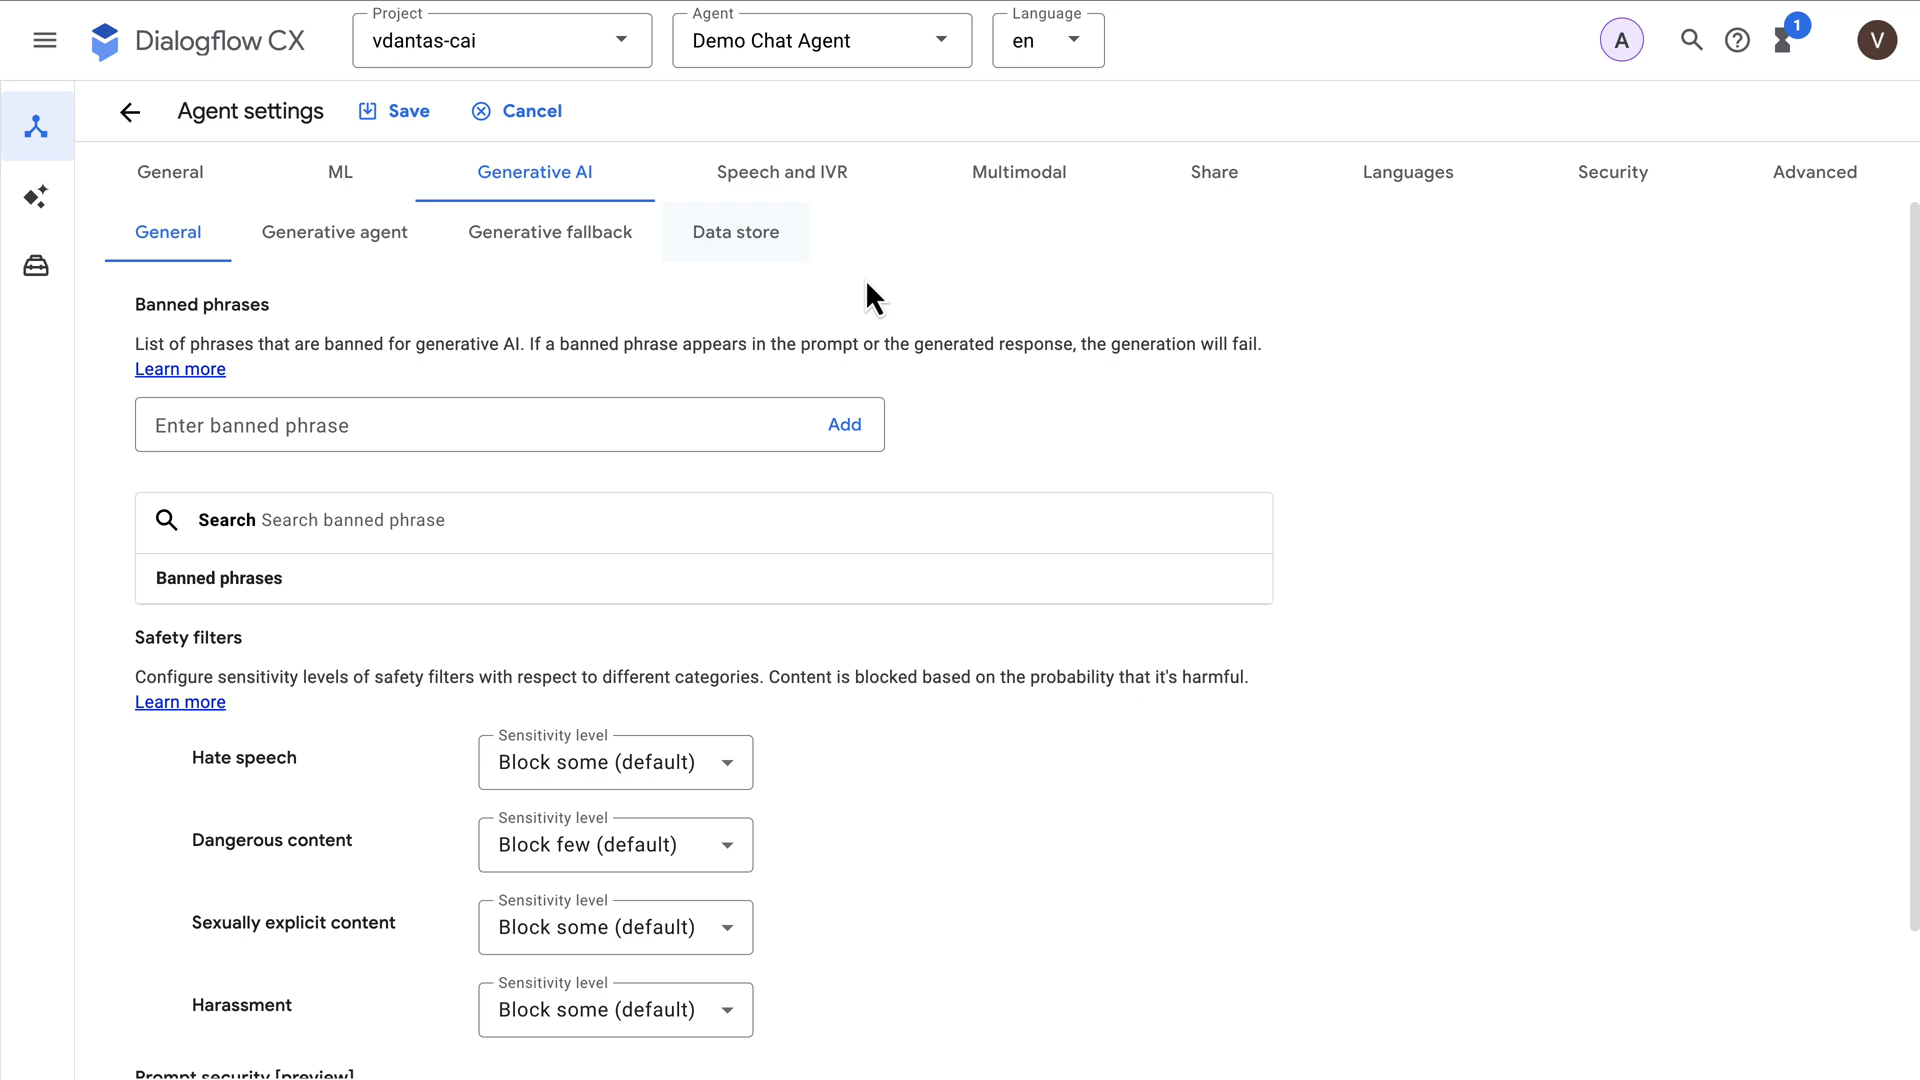 Project
Agent
Language
1
Dialogflow CX
vdantas-cai
Demo Chat Agent
en
A
V
Agent settings
Save
Cancel
General
ML
Generative AI
Speech and IVR
Multimodal
Share
Languages
Security
Advanced
General
Generative agent
Generative fallback
Data store
Banned phrases
List of phrases that are banned for generative AI. If a banned phrase appears in the prompt or the generated response, the generation will fail.
Learn more
Enter banned phrase
Add
Search Search banned phrase
Banned phrases
Safety filters
Configure sensitivity levels of safety filters with respect to different categories. Content is blocked based on the probability that it's harmful.
Learn more
Hate speech
Sensitivity level
Block some (default)
Dangerous content
Sensitivity level
Block few (default)
Sexually explicit content
Sensitivity level
Block some (default)
Harassment
Sensitivity level
Block some (default)
Prompt security [preview]